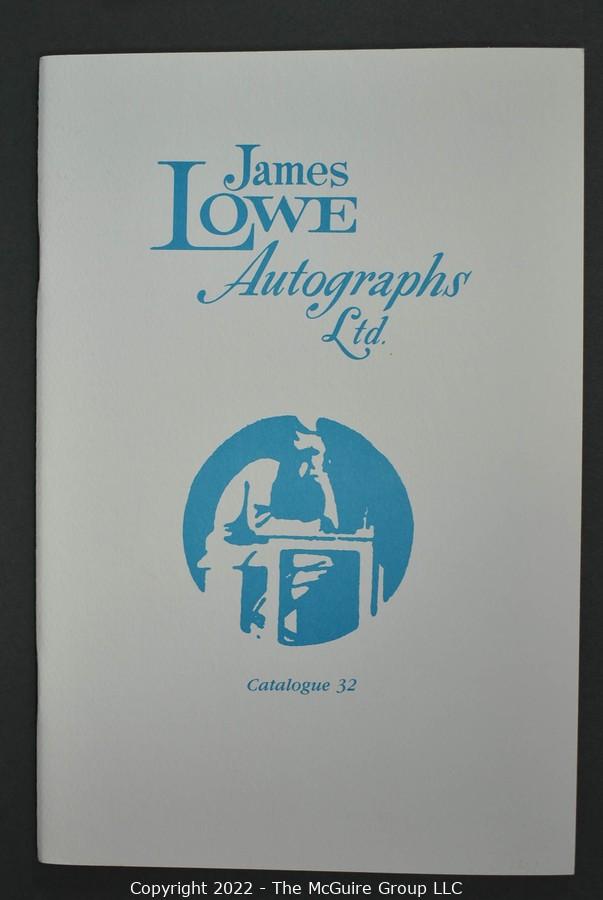 James
LOWE
Autographs
Ltd.
Catalogue 32
Copyright 2022 - The McGuire Group LLC